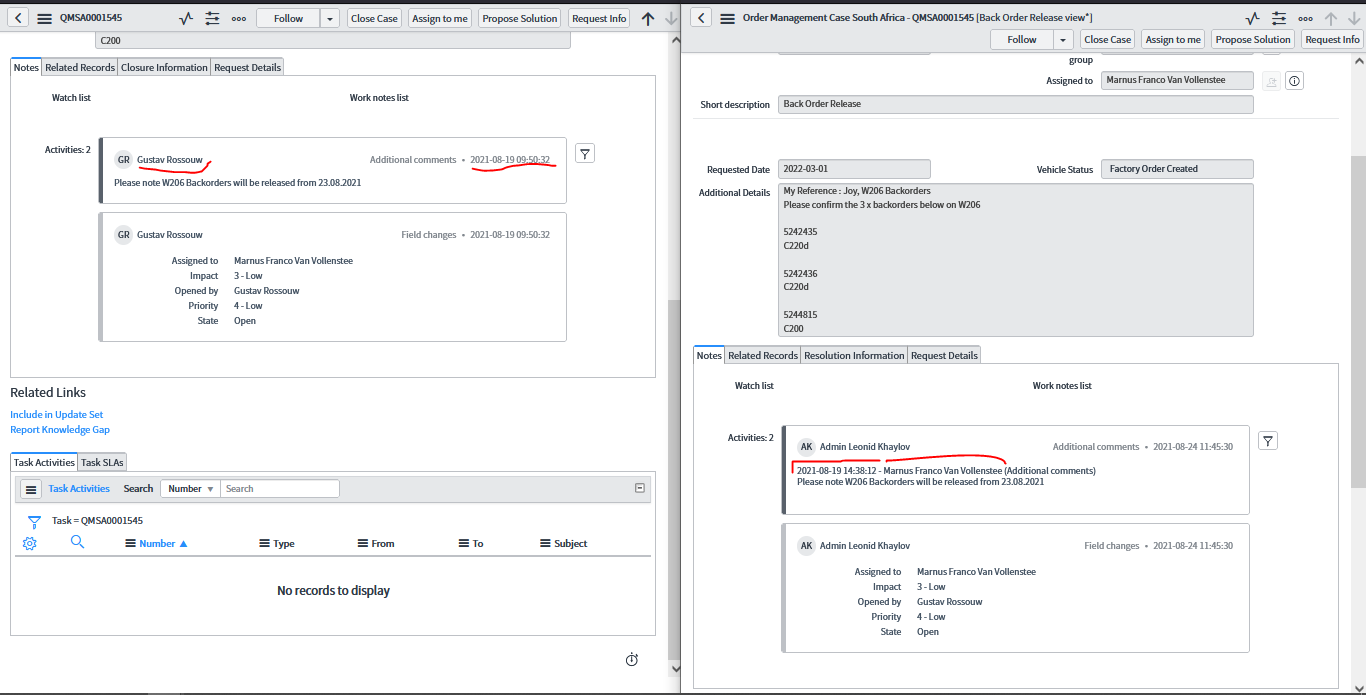 QMSA0001545
Follow
Close Case
Assign to me
Propose Solution
Request Info
C200
Notes
Related Records
Closure Information
Request Details
Watch list
Work notes list
Activities: 2
GR
Gustav Rossouw
Additional comments • 2021-08-19 09:50:32
Please note W206 Backorders will be released from 23.08.2021
GR
Gustav Rossouw
Field changes • 2021-08-19 09:50:32
Assigned to Marnus Franco Van Vollenstee
Impact 3 - Low
Opened by Gustav Rossouw
Priority 4 - Low
State Open
Related Links
Include in Update Set
Report Knowledge Gap
Task Activities
Task SLAs
Task Activities
Search
Number
Search
Task = QMSA0001545
Number
Type
From
To
Subject
No records to display
Order Management Case South Africa - QMSA0001545 [Back Order Release view*]
Follow
Close Case
Assign to me
Propose Solution
Request Info
group
Assigned to Marnus Franco Van Vollenstee
Short description Back Order Release
Requested Date 2022-03-01
Vehicle Status Factory Order Created
Additional Details
My Reference : Joy, W206 Backorders
Please confirm the 3 x backorders below on W206
5242435
C220d
5242436
C220d
5244815
C200
Notes
Related Records
Resolution Information
Request Details
Watch list
Work notes list
Activities: 2
AK
Admin Leonid Khaylov
Additional comments • 2021-08-24 11:45:30
2021-08-19 14:38:12 - Marnus Franco Van Vollenstee (Additional comments)
Please note W206 Backorders will be released from 23.08.2021
AK
Admin Leonid Khaylov
Field changes • 2021-08-24 11:45:30
Assigned to Marnus Franco Van Vollenstee
Impact 3 - Low
Opened by Gustav Rossouw
Priority 4 - Low
State Open